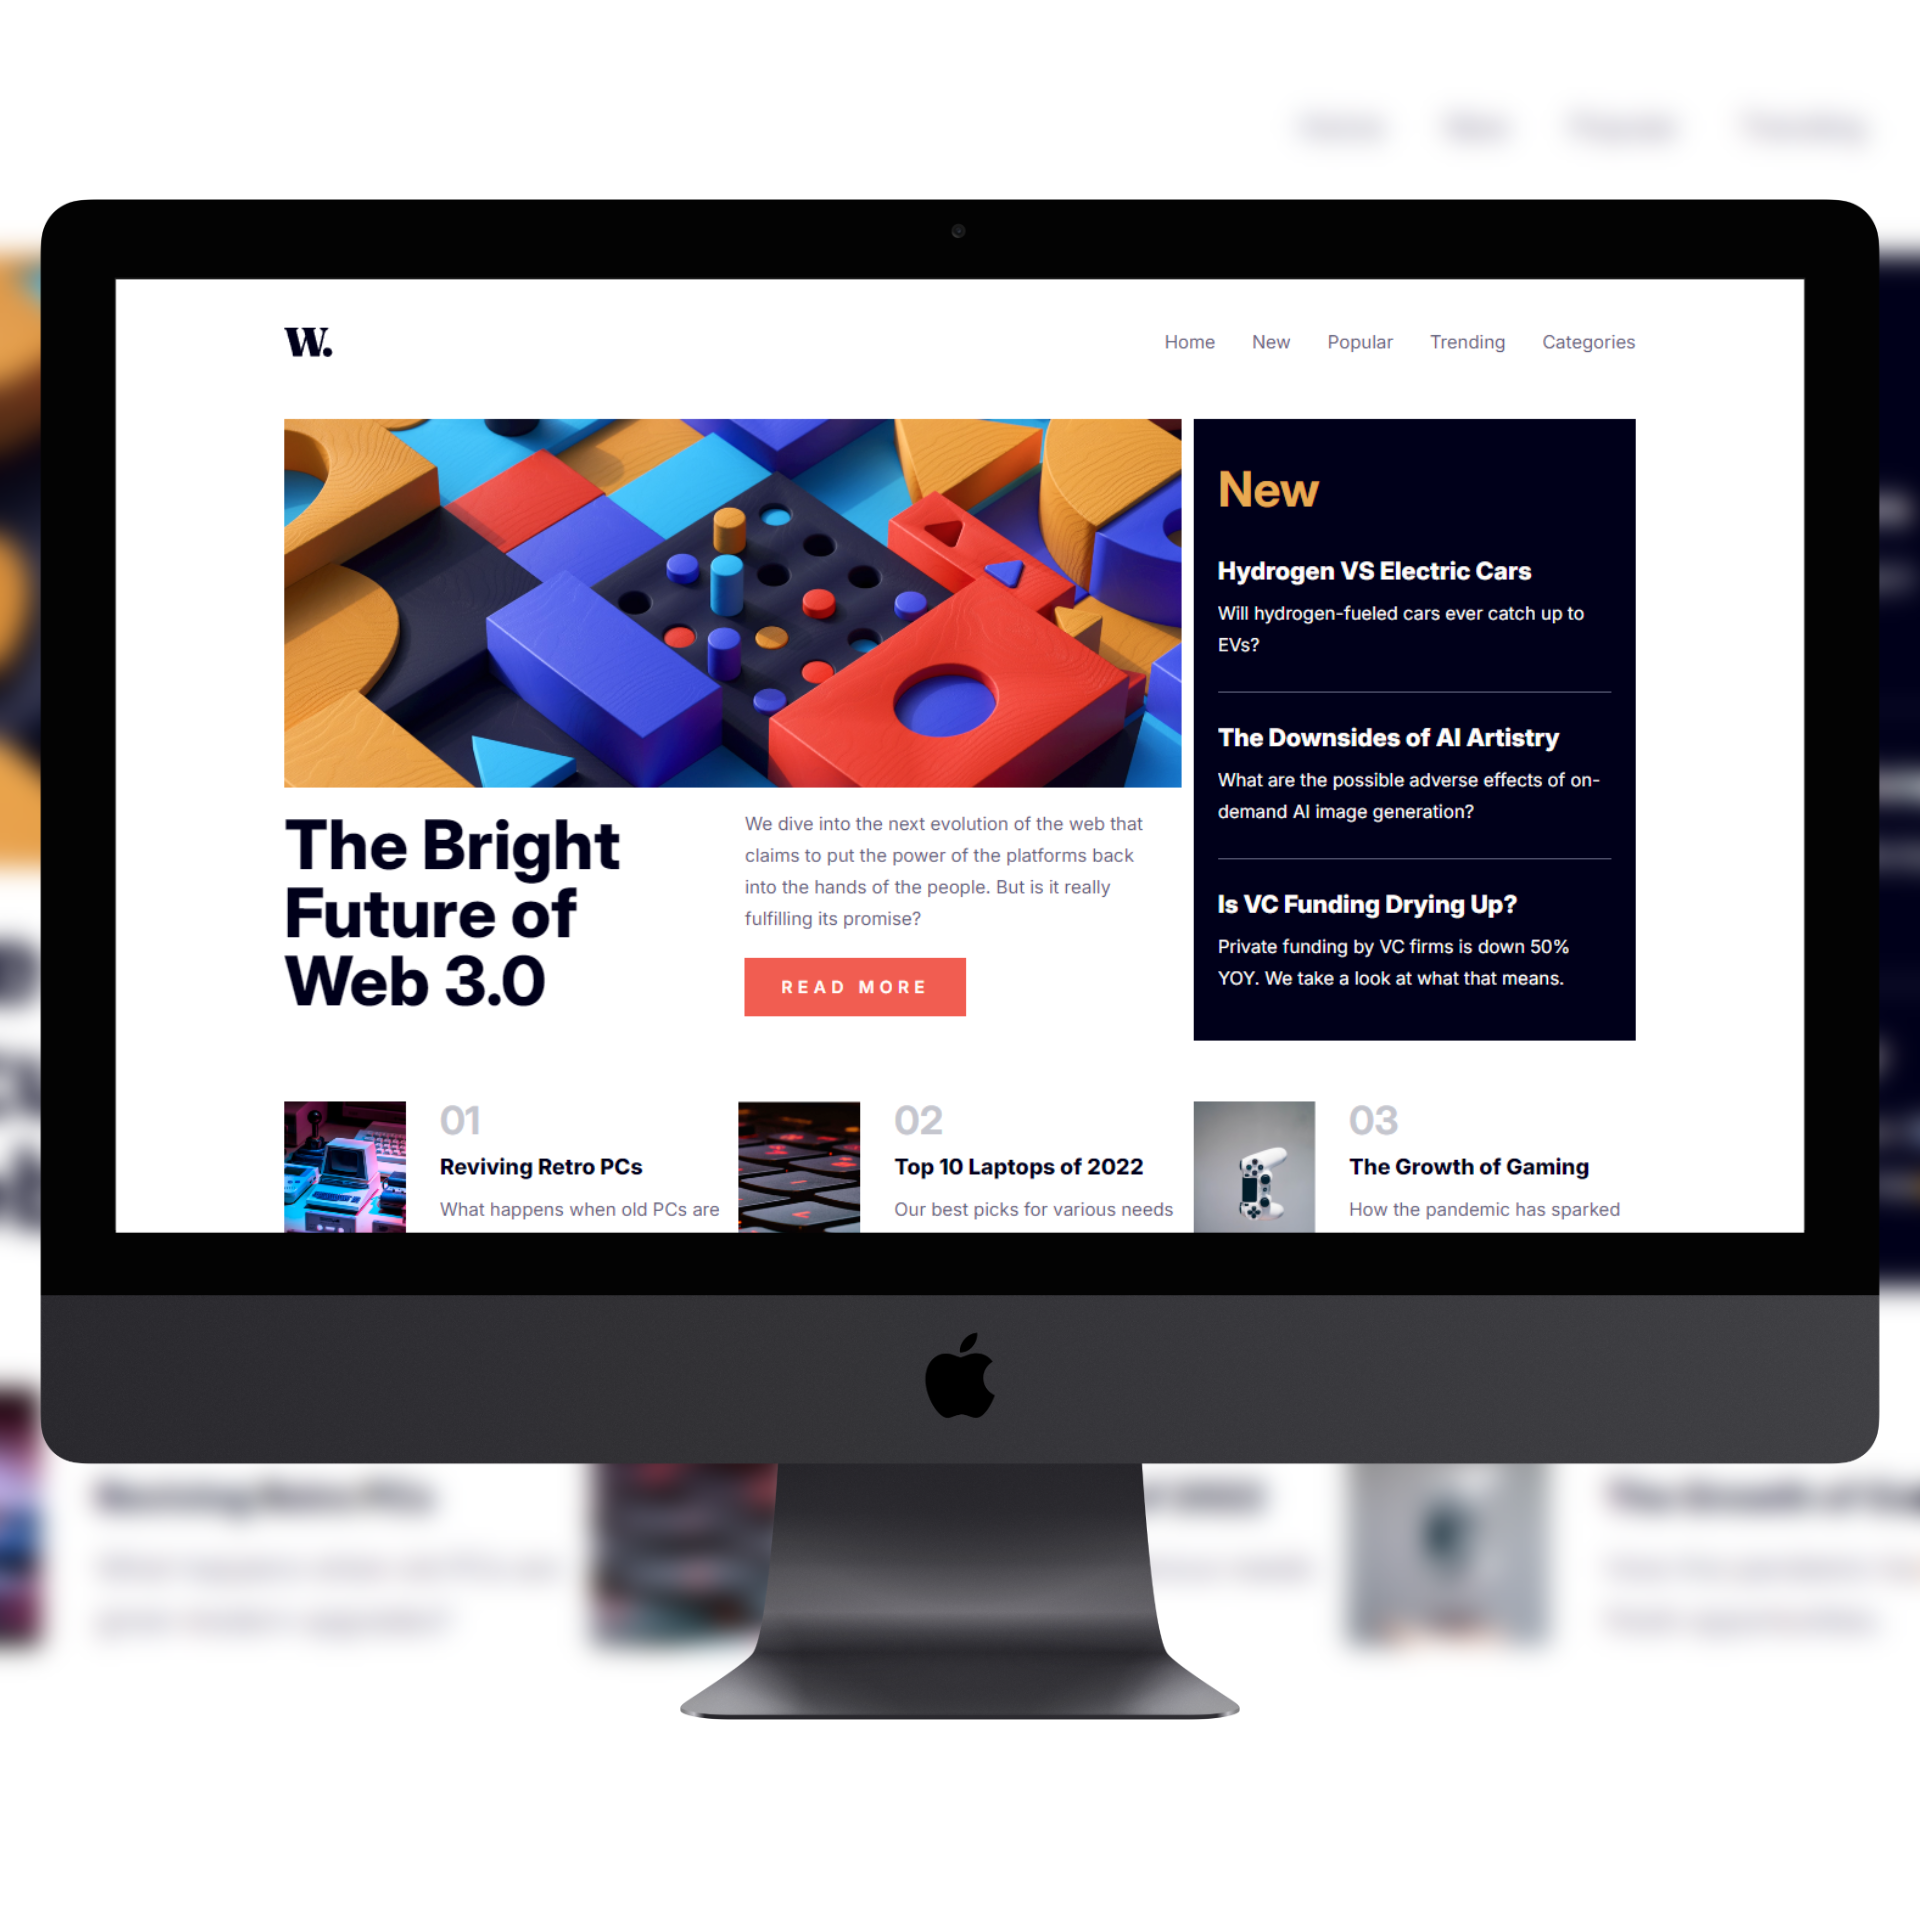 W.
Home New Popular Trending Categories
The Bright
Future of
Web 3.0
We dive into the next evolution of the web that
claims to put the power of the platforms back
into the hands of the people. But is it really
fulfilling its promise?
READ MORE
New
Hydrogen VS Electric Cars
Will hydrogen-fueled cars ever catch up to
EVs?
The Downsides of AI Artistry
What are the possible adverse effects of on-
demand AI image generation?
Is VC Funding Drying Up?
Private funding by VC firms is down 50%
YOY. We take a look at what that means.
01
Reviving Retro PCs
What happens when old PCs are
02
Top 10 Laptops of 2022
Our best picks for various needs
03
The Growth of Gaming
How the pandemic has sparked